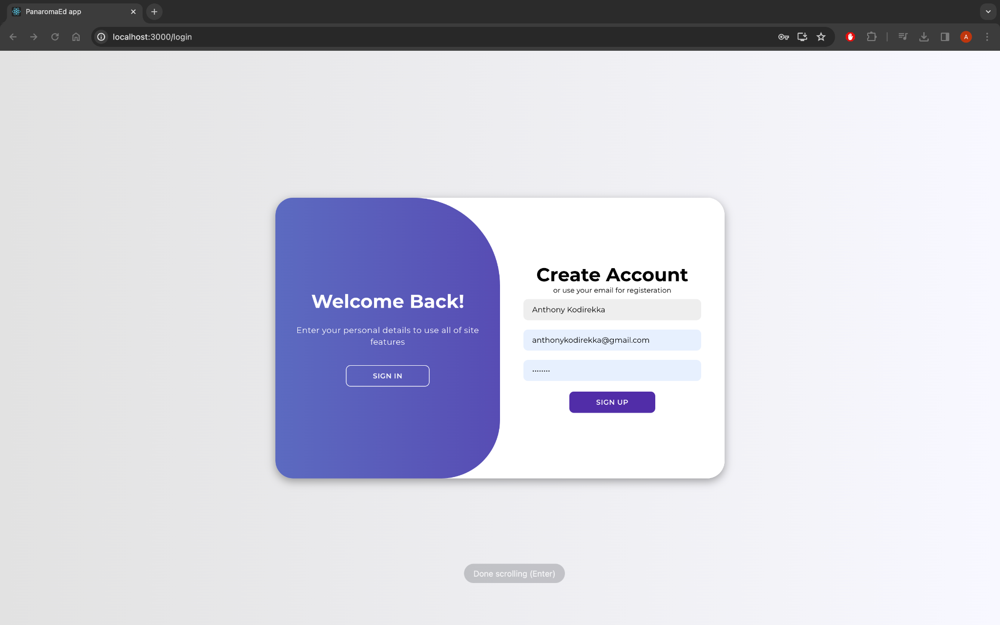 PanaromaEd app
localhost:3000/login
A
Welcome Back!
Enter your personal details to use all of site
features
SIGN IN
Create Account
or use your email for registeration
Anthony Kodirekka
anthonykodirekka@gmail.com
........
SIGN UP
Done scrolling (Enter)